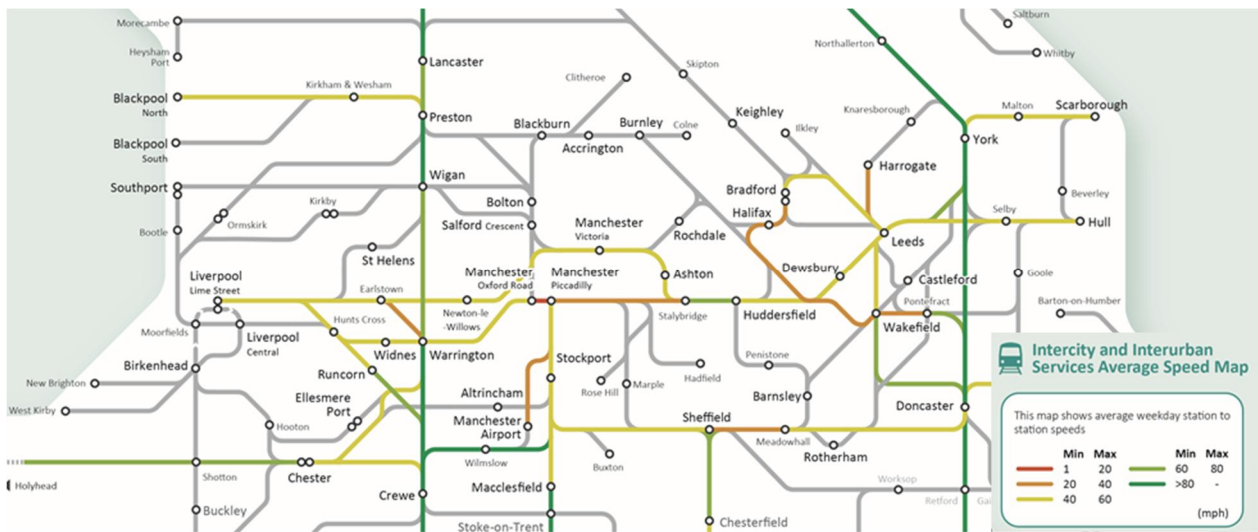 Morecambe
Heysham
Port
Lancaster
Skipton
Northallerton
Saltburn
Whitby
Blackpool
North
Kirkham & Wesham
Clitheroe
Preston
Blackburn
Burnley
Colne
Accrington
Keighley
Ilkley
Knaresborough
Malton
Scarborough
York
Blackpool
South
Southport
Wigan
Bradford
Harrogate
Kirkby
Bolton
Halifax
Beverley
Ormskirk
Salford Crescent
Manchester
Victoria
Rochdale
Selby
Hull
Bootle
Leeds
St Helens
Liverpool
Lime Street
Manchester
Oxford Road
Manchester
Piccadilly
Ashton
Dewsbury
Castleford
Goole
Earlestown
Newton-le
-Willows
Stalybridge
Huddersfield
Pontefract
Wakefield
Barton-on-Humber
Moorfields
Liverpool
Central
Hunts Cross
Widnes
Warrington
Birkenhead
Runcorn
Stockport
Hadfield
Penistone
New Brighton
West Kirby
Ellesmere
Port
Altrincham
Rose Hill
Marple
Barnsley
Doncaster
Hooton
Manchester
Airport
Sheffield
Meadowhall
Rotherham
Wilmslow
Buxton
Holyhead
Shotton
Chester
Crewe
Macclesfield
Worksop
Retford
Buckley
Stoke-on-Trent
Chesterfield
Intercity and Interurban
Services Average Speed Map
This map shows average weekday station to
station speeds
Min Max Min Max
1 20 60 80
20 40 >80 -
40 60
(mph)